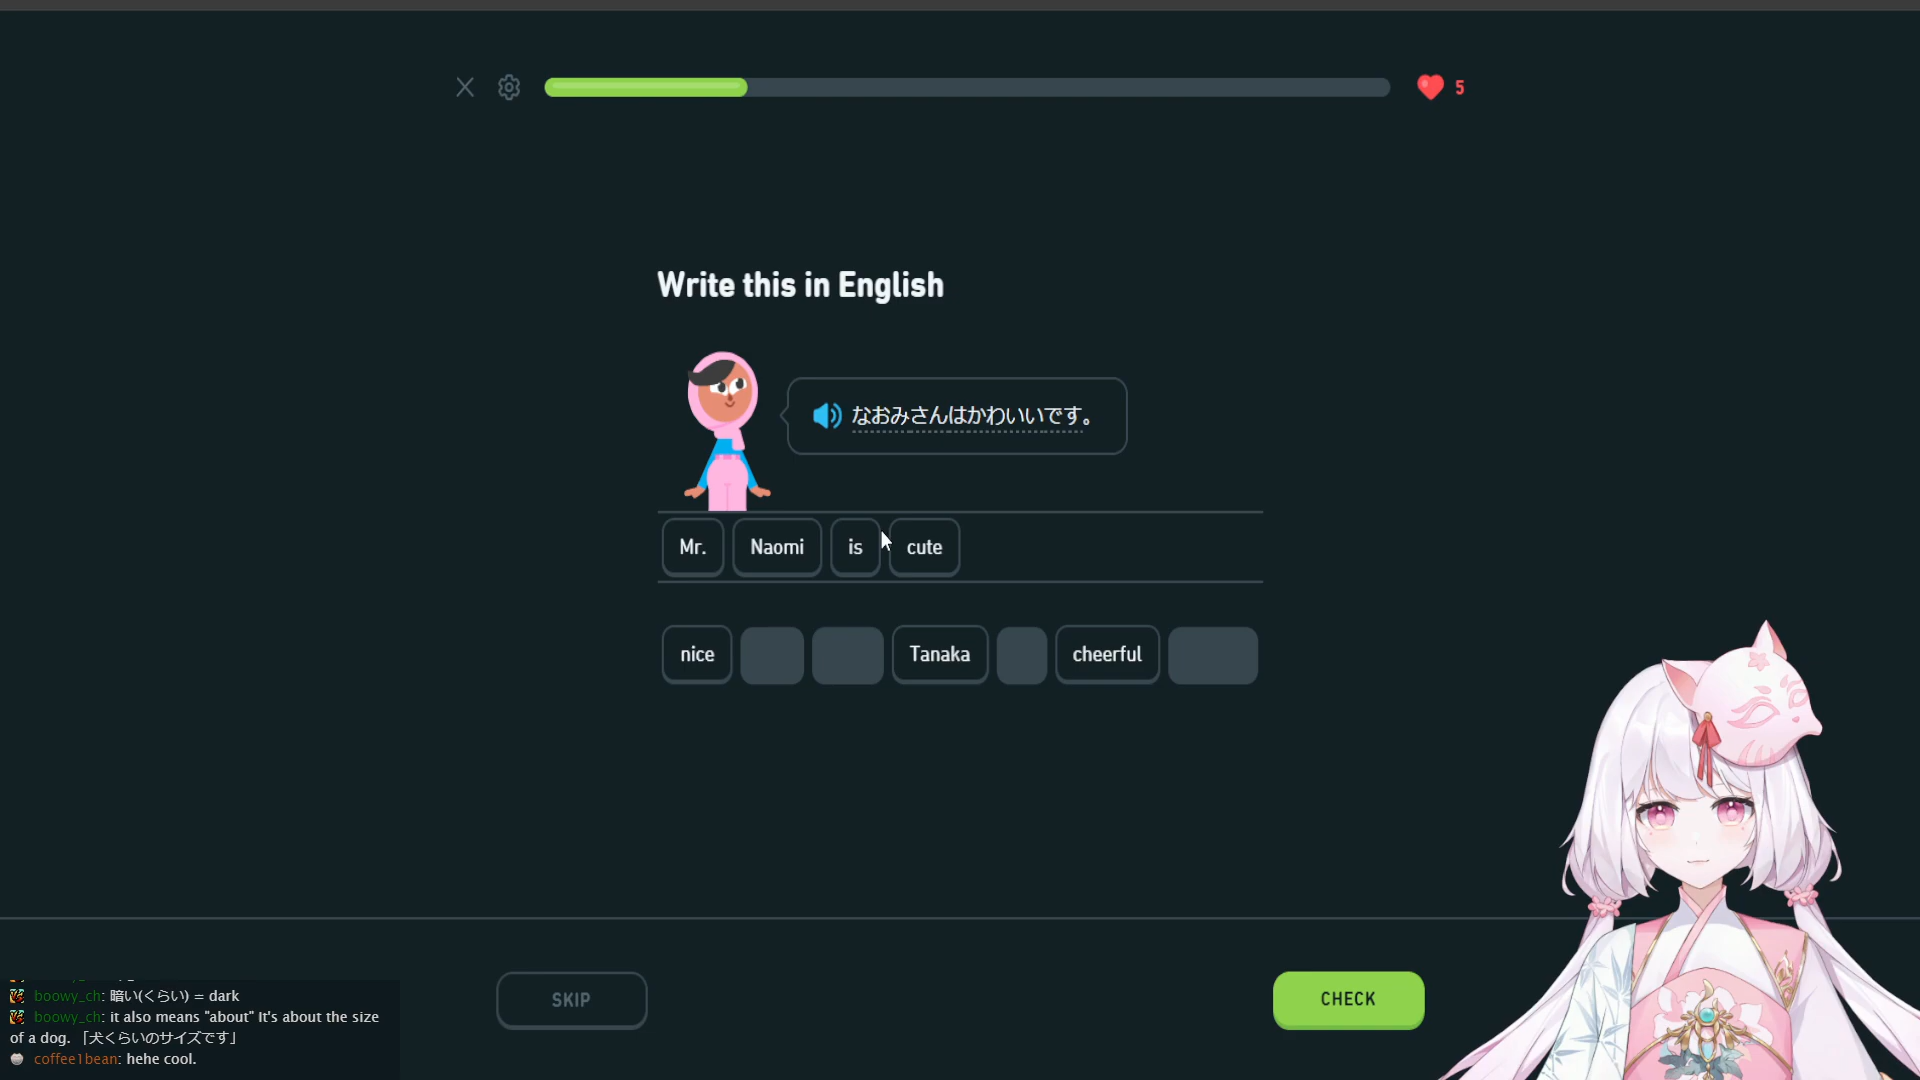 5
Write this in English
なおみさんはかわいいです。
Mr. Naomi is cute
nice Tanaka cheerful
SKIP
CHECK
boowy_ch: 暗い(くらい) = dark
boowy_ch: it also means "about" It's about the size
of a dog. 「犬くらいのサイズです」
coffee1bean: hehe cool.